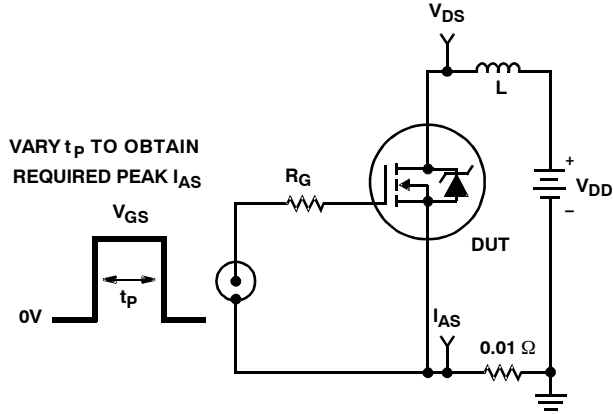 V_DS
L
VARY t_P TO OBTAIN
REQUIRED PEAK I_AS
R_G
+
V_DD
–
V_GS
DUT
t_P
0V
I_AS
0.01 Ω